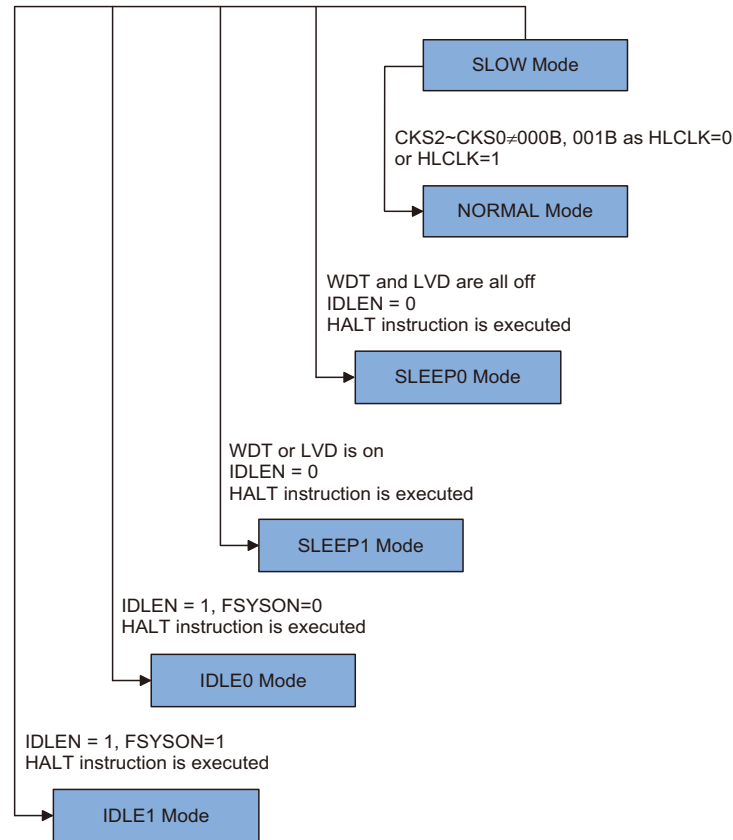 SLOW Mode
CKS2~CKS0≠000B, 001B as HLCLK=0
or HLCLK=1
NORMAL Mode
WDT and LVD are all off
IDLEN = 0
HALT instruction is executed
SLEEP0 Mode
WDT or LVD is on
IDLEN = 0
HALT instruction is executed
SLEEP1 Mode
IDLEN = 1, FSYSON=0
HALT instruction is executed
IDLE0 Mode
IDLEN = 1, FSYSON=1
HALT instruction is executed
IDLE1 Mode